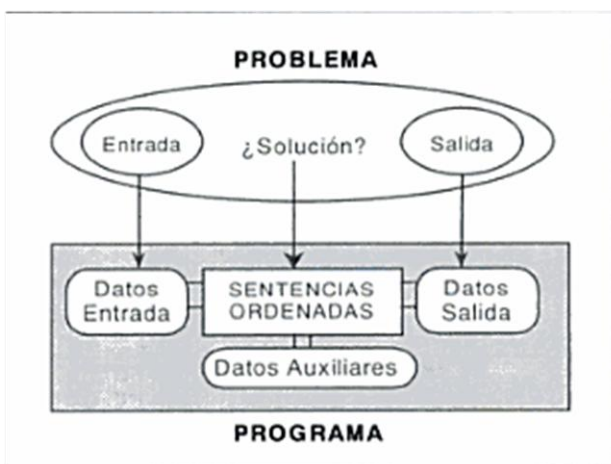 PROBLEMA
Entrada
¿Solución?
Salida
Datos
Entrada
SENTENCIAS
ORDENADAS
Datos
Salida
Datos Auxiliares
PROGRAMA